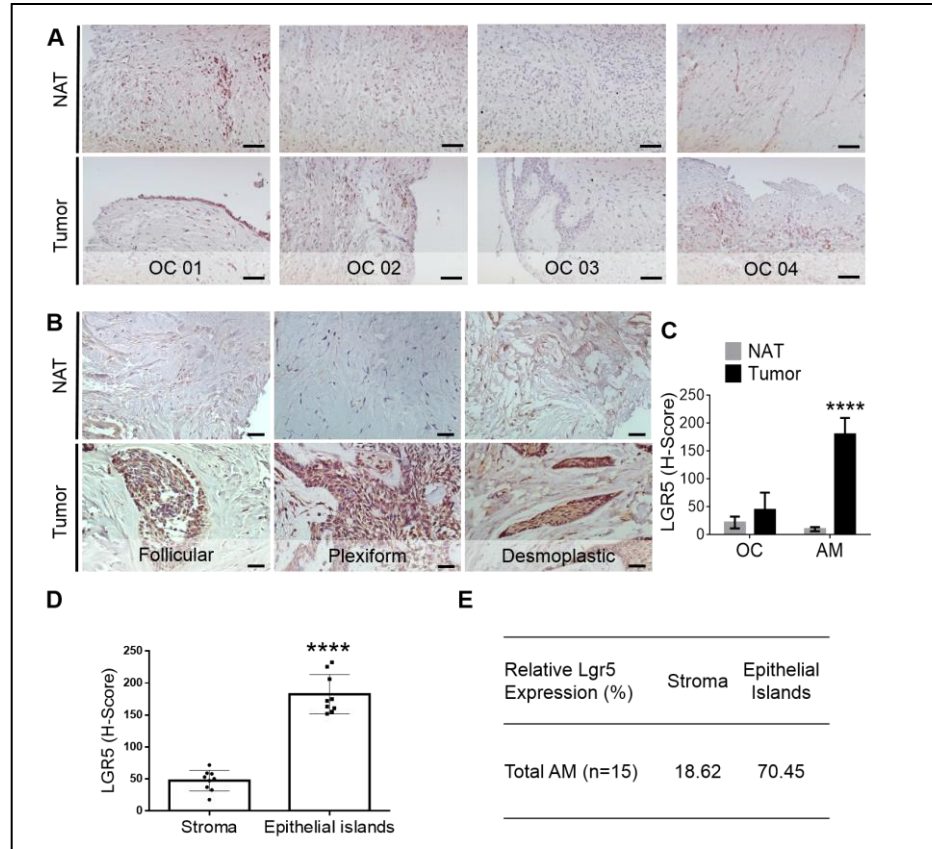 A
NAT
Tumor
OC 01
OC 02
OC 03
OC 04
B
NAT
Tumor
Follicular
Plexiform
Desmoplastic
C
NAT
Tumor
LGR5 (H-Score)
250
200
150
100
50
0
****
OC
AM
D
LGR5 (H-Score)
250
200
150
100
50
0
****
Stroma
Epithelial islands
E
Relative Lgr5
Expression (%)
Stroma
Epithelial
Islands
Total AM (n=15)
18.62
70.45